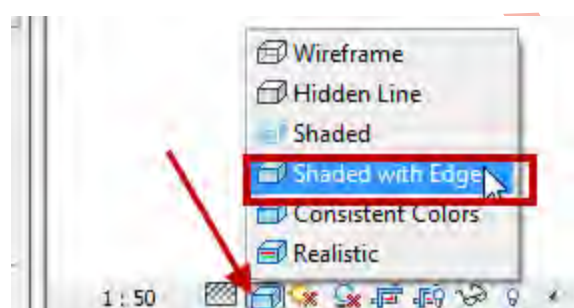 Wireframe
Hidden Line
Shaded
Shaded with Edge
Consistent Colors
Realistic
1 : 50